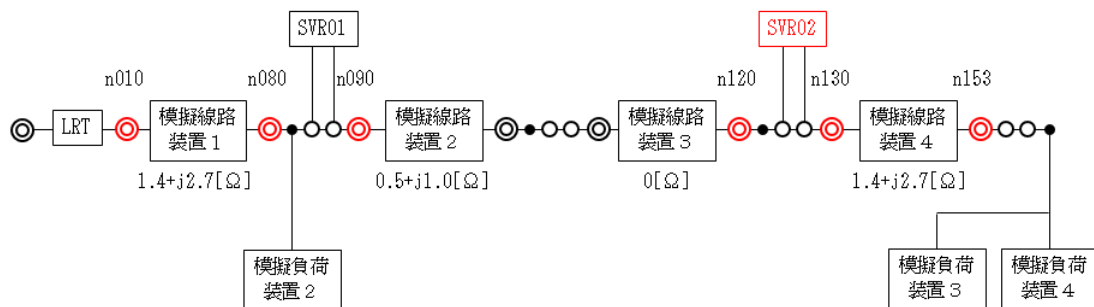 SVR01
SVR02
n010
n080
n090
n120
n130
n153
LRT
模擬線路
装置1
模擬線路
装置2
模擬線路
装置3
模擬線路
装置4
1.4+j2.7[Ω]
0.5+j1.0[Ω]
0[Ω]
1.4+j2.7[Ω]
模擬負荷
装置2
模擬負荷
装置3
模擬負荷
装置4